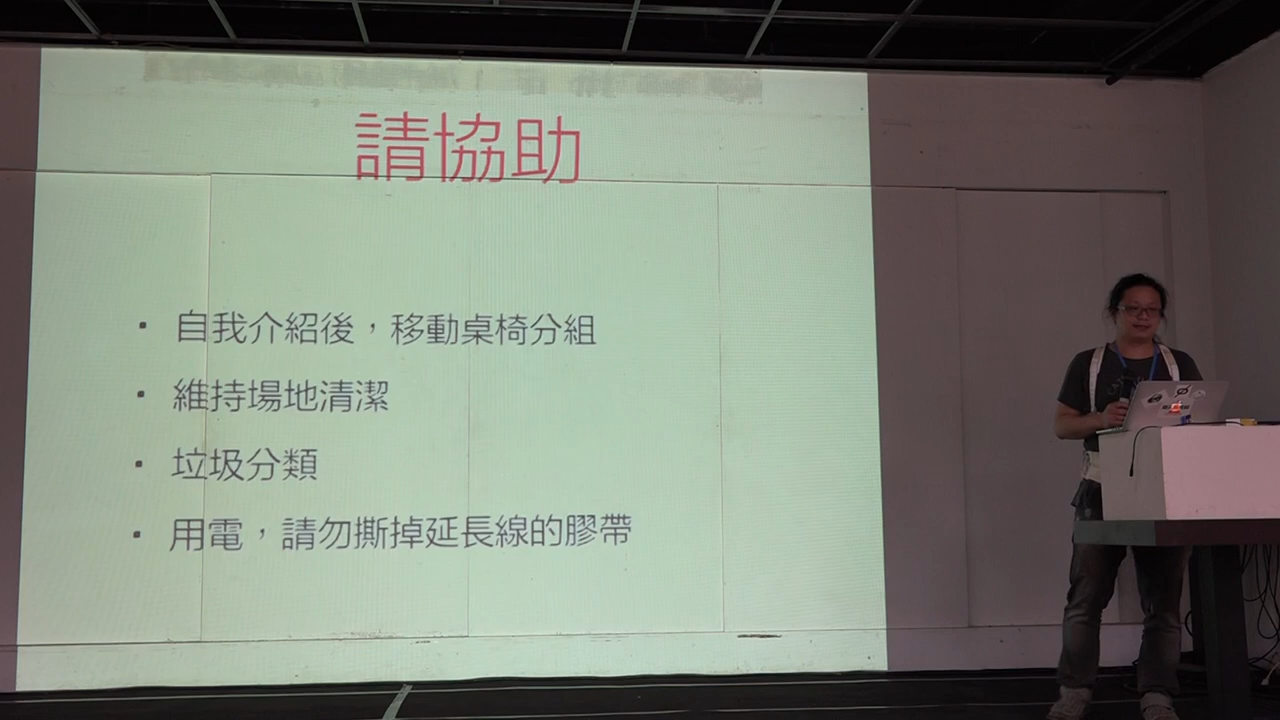 請協助
• 自我介紹後，移動桌椅分組
• 維持場地清潔
• 垃圾分類
• 用電，請勿撕掉延長線的膠帶